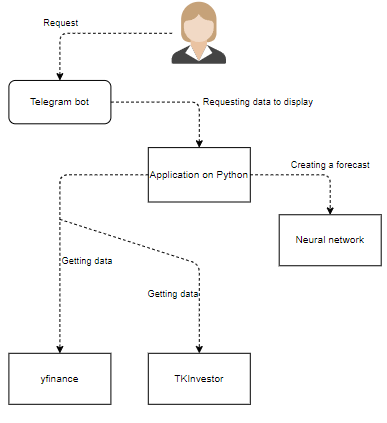 Request
Telegram bot
Requesting data to display
Application on Python
Creating a forecast
Neural network
Getting data
Getting data
yfinance
TKInvestor